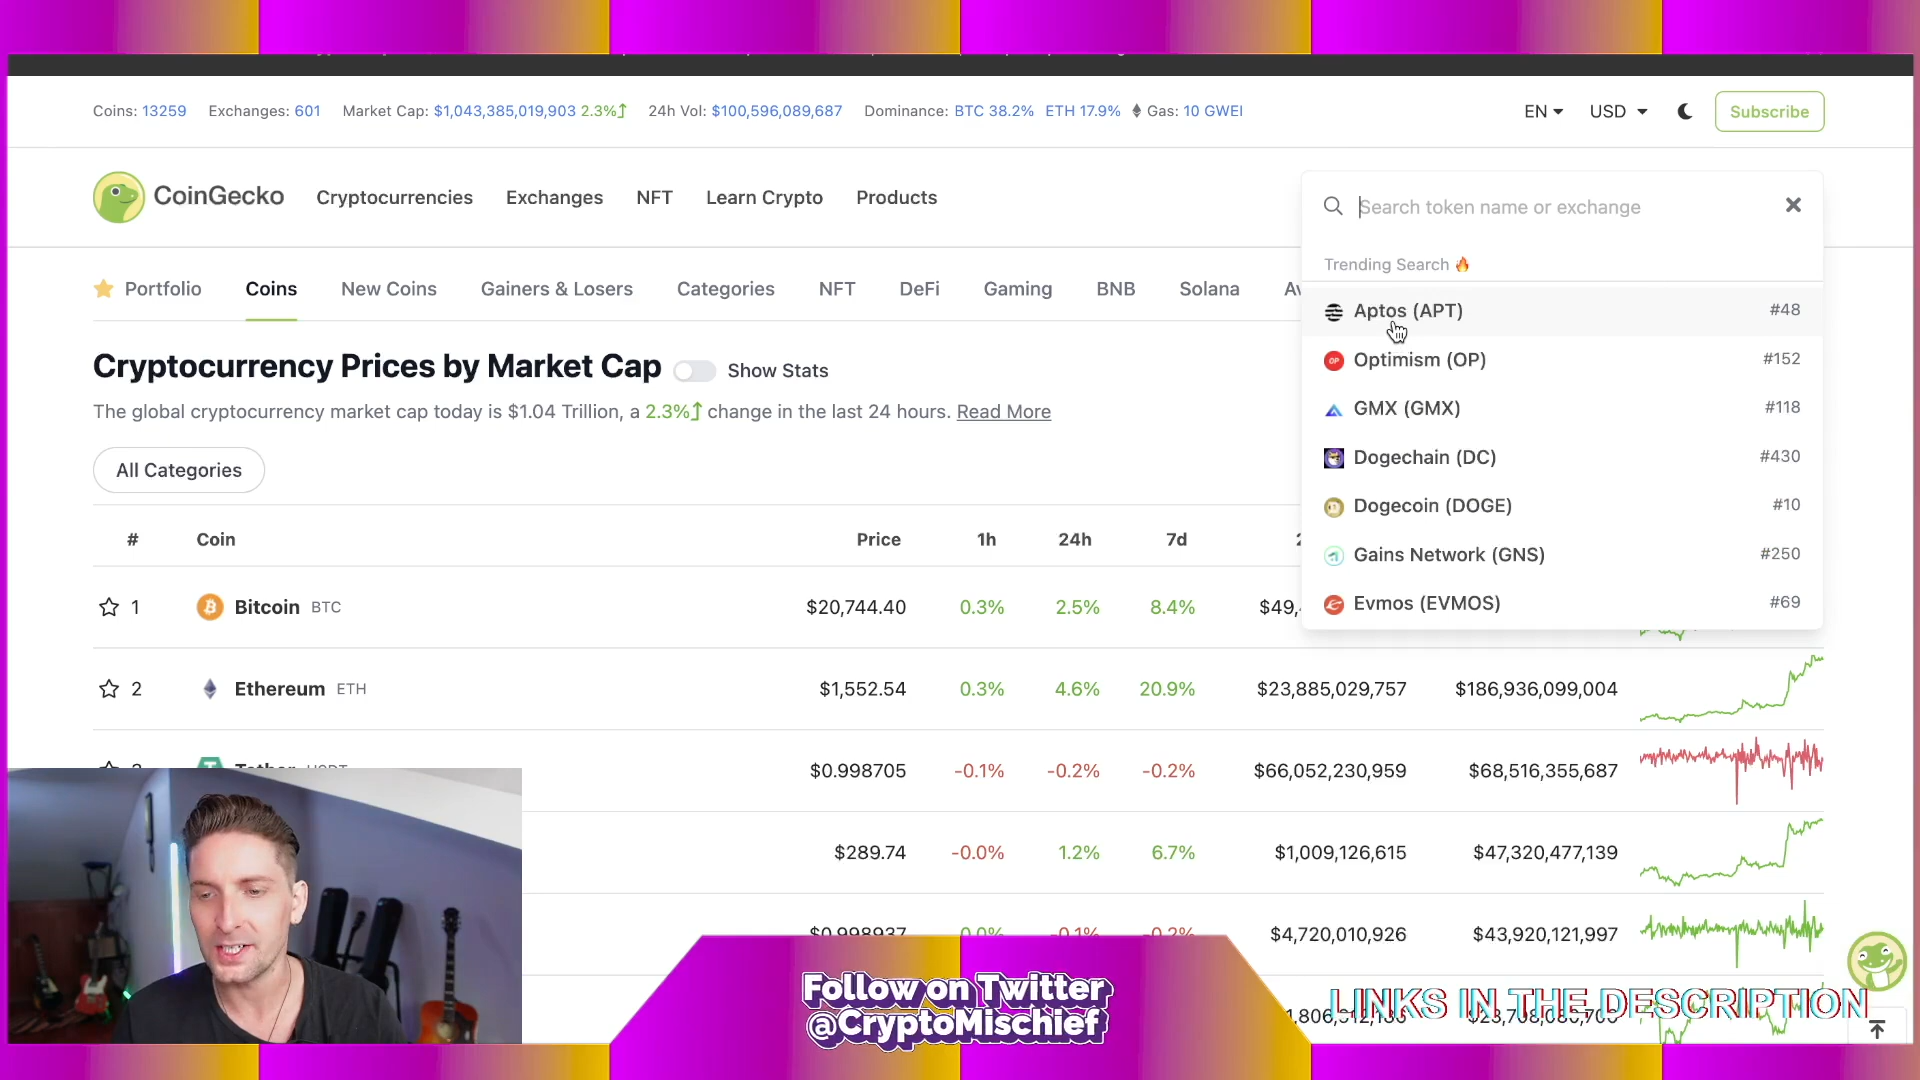 Coins: 13259 Exchanges: 601 Market Cap: $1,043,385,019,903 2.3% 24h Vol: $100,596,089,687 Dominance: BTC 38.2% ETH 17.9% Gas: 10 GWEI EN USD Subscribe
CoinGecko Cryptocurrencies Exchanges NFT Learn Crypto Products
Search token name or exchange
Trending Search
Portfolio Coins New Coins Gainers & Losers Categories NFT DeFi Gaming BNB Solana
Aptos (APT) #48
Optimism (OP) #152
GMX (GMX) #118
Dogechain (DC) #430
Dogecoin (DOGE) #10
Gains Network (GNS) #250
Evmos (EVMOS) #69
Cryptocurrency Prices by Market Cap Show Stats
The global cryptocurrency market cap today is $1.04 Trillion, a 2.3% change in the last 24 hours. Read More
All Categories
# Coin Price 1h 24h 7d
1 Bitcoin BTC $20,744.40 0.3% 2.5% 8.4% $49,
2 Ethereum ETH $1,552.54 0.3% 4.6% 20.9% $23,885,029,757 $186,936,099,004
$0.998705 -0.1% -0.2% -0.2% $66,052,230,959 $68,516,355,687
$289.74 -0.0% 1.2% 6.7% $1,009,126,615 $47,320,477,139
$0.998937 0.0% -0.1% -0.2% $4,720,010,926 $43,920,121,997
Follow on Twitter
@CryptoMischief
LINKS IN THE DESCRIPTION